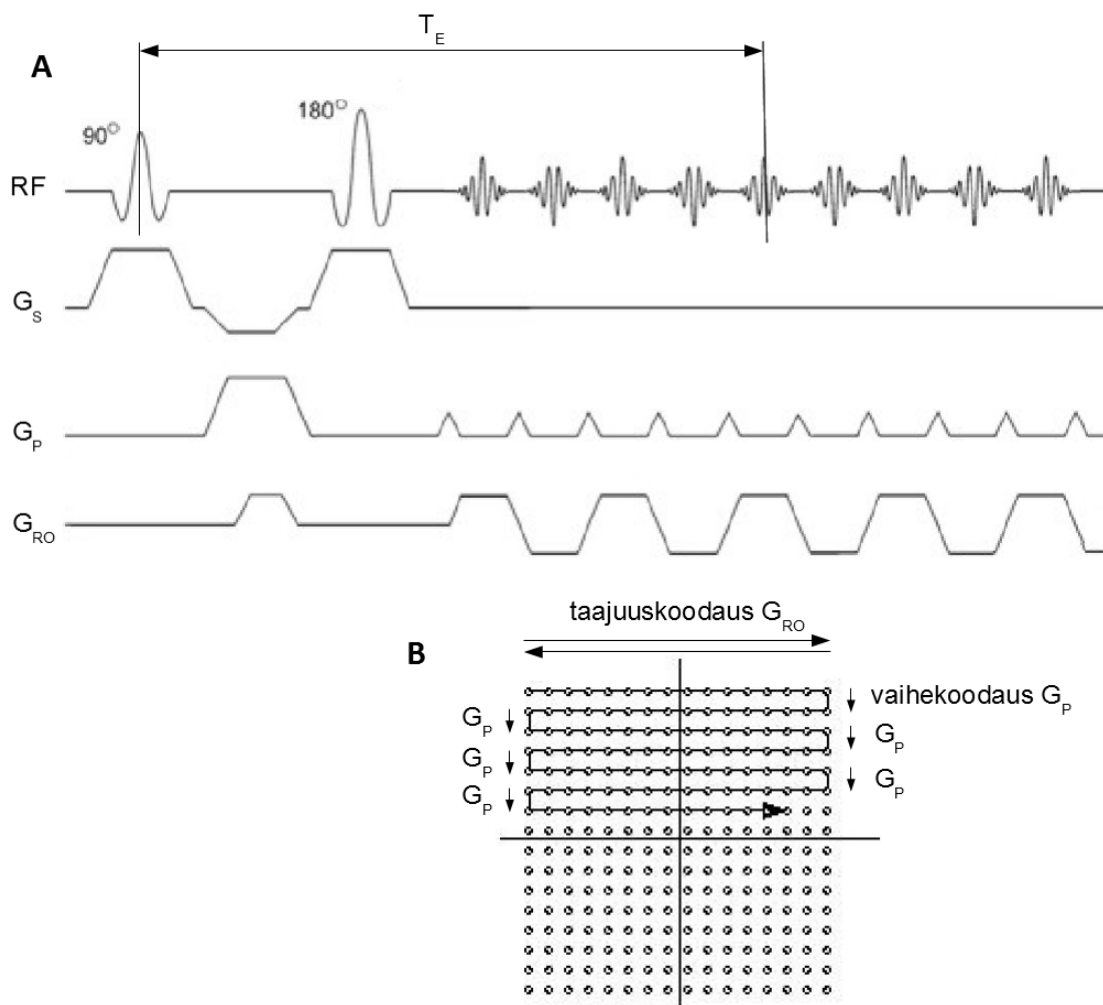 T_E
A
90°
180°
RF
G_S
G_P
G_RO
taajuuskoodaus G_RO
B
vaihekoodaus G_P
G_P
G_P
G_P
G_P
G_P